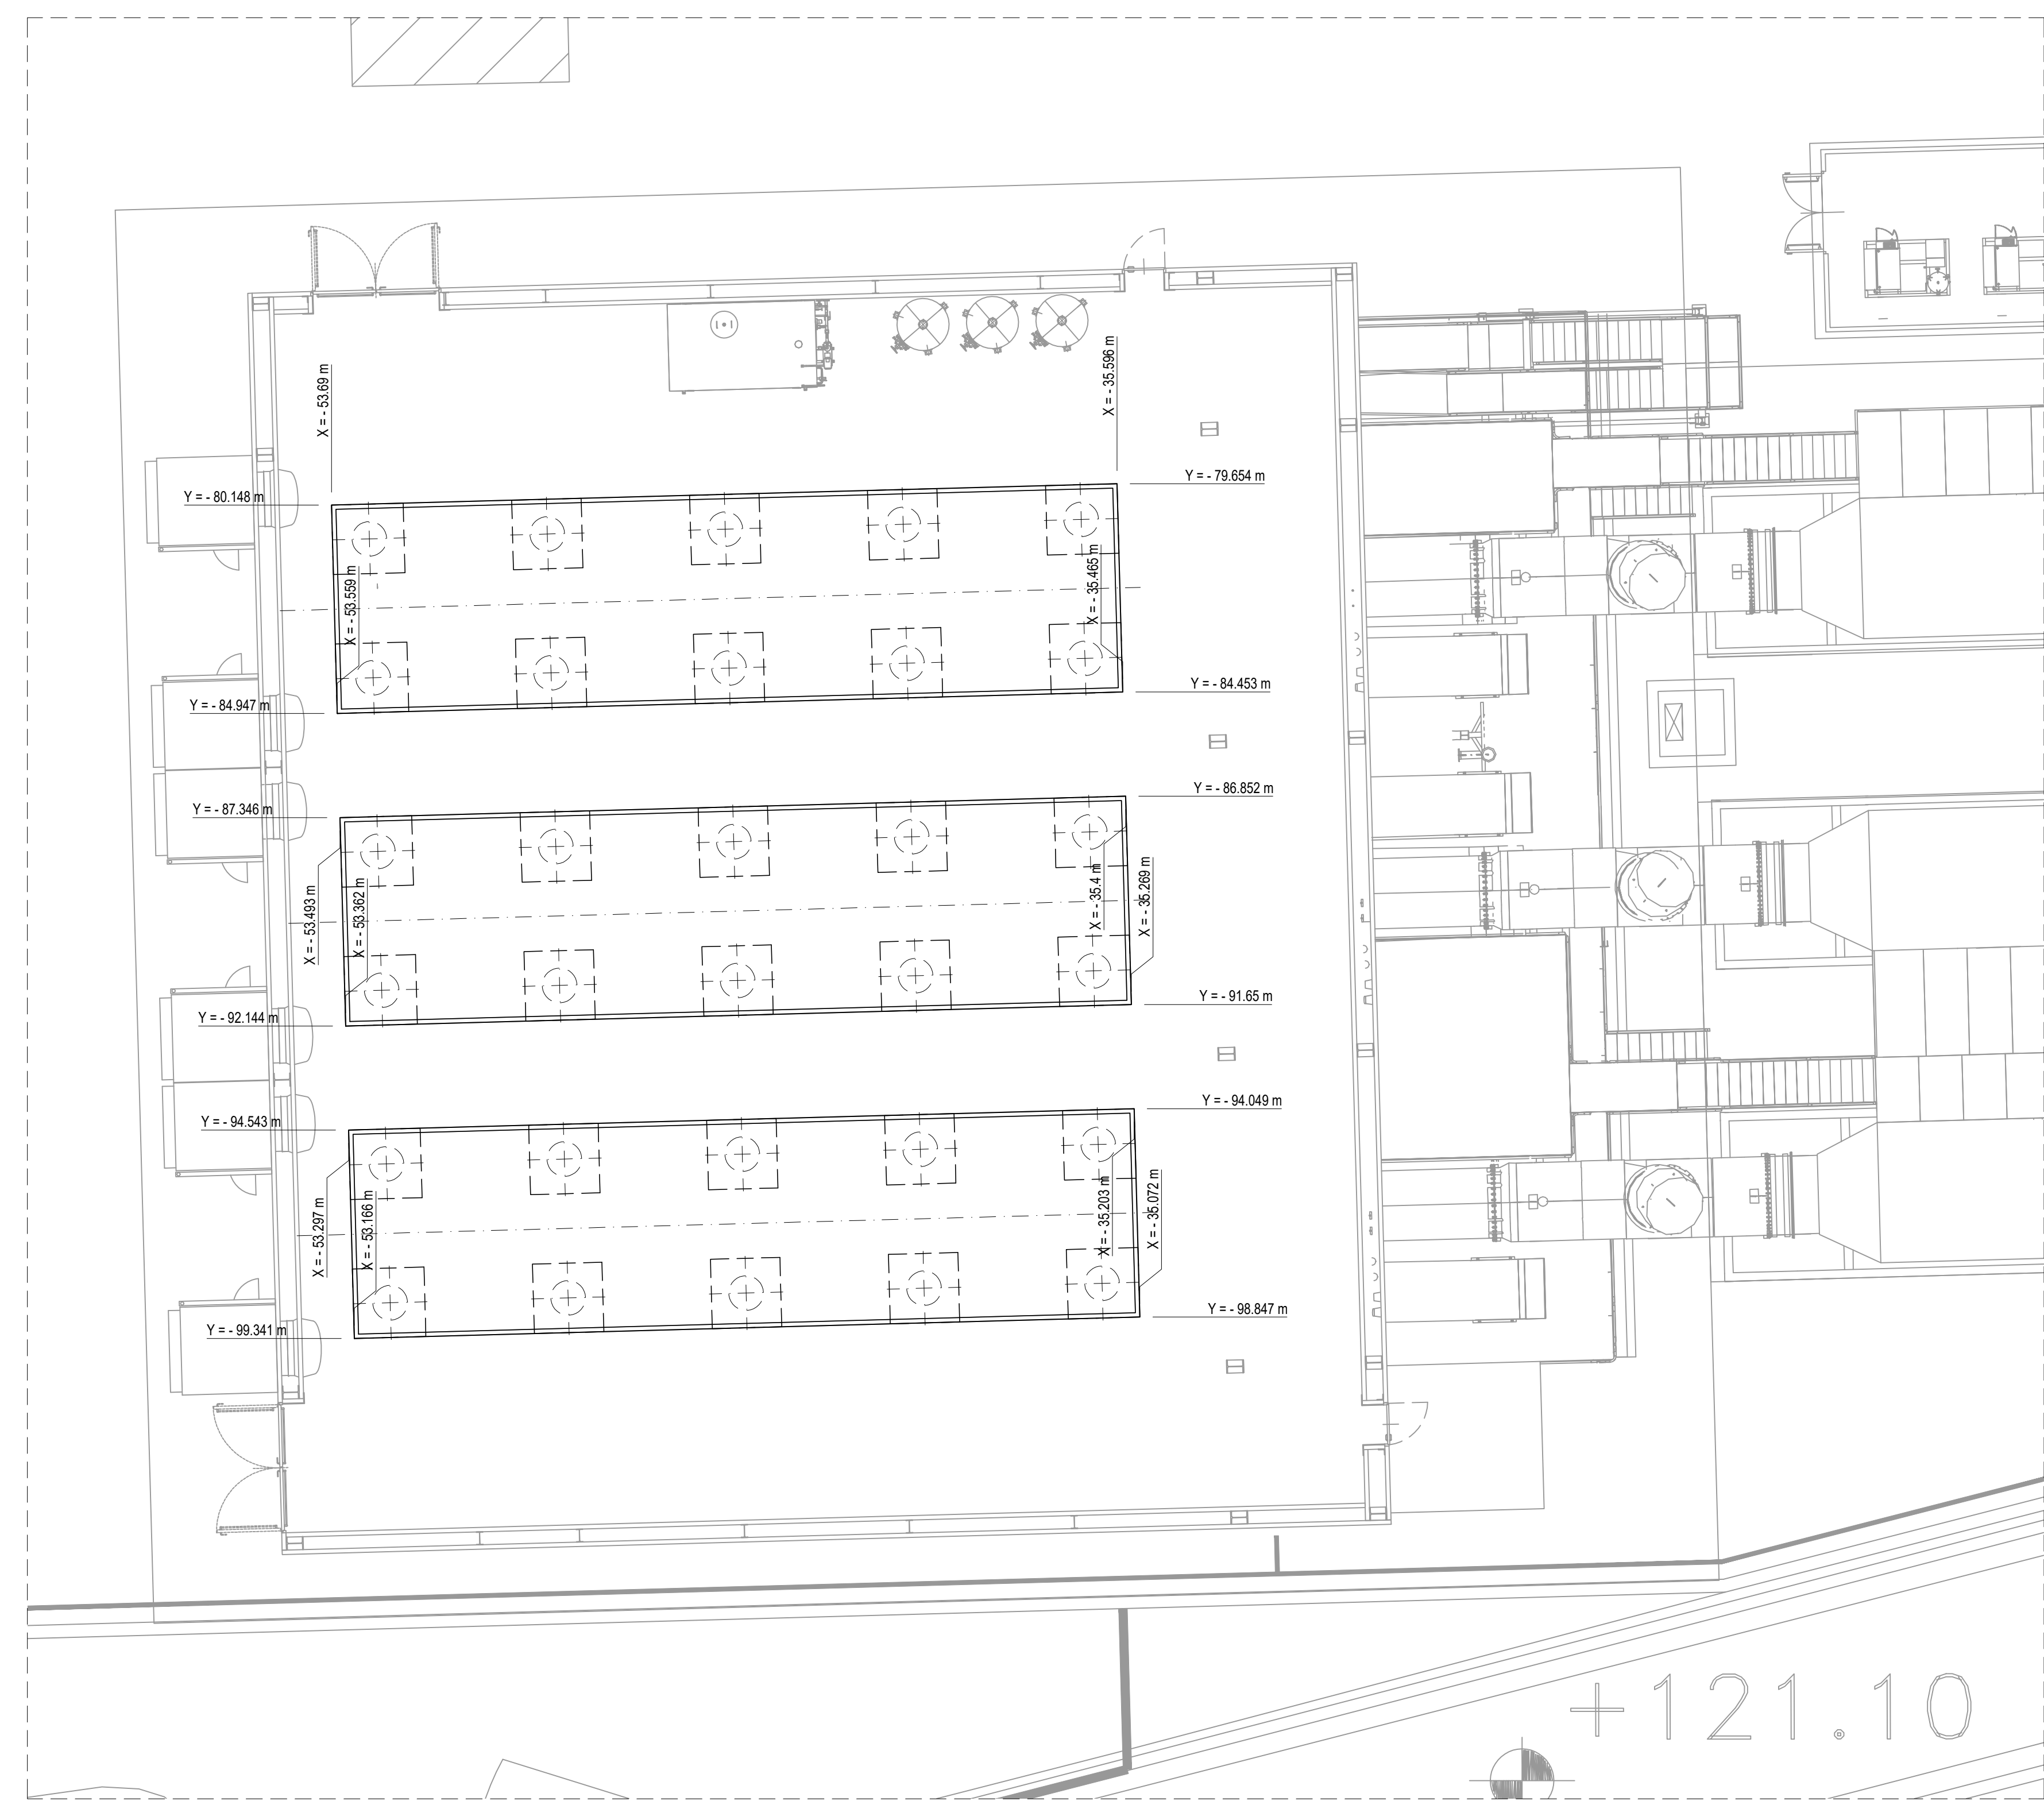 X = - 53.69 m
X = - 35.596 m
Y = - 80.148 m
Y = - 79.654 m
X = - 53.559 m
X = - 35.465 m
Y = - 84.947 m
Y = - 84.453 m
Y = - 87.346 m
Y = - 86.852 m
X = - 53.493 m
X = - 53.362 m
X = - 35.4 m
X = - 35.269 m
Y = - 92.144 m
Y = - 91.65 m
Y = - 94.543 m
Y = - 94.049 m
X = - 53.297 m
X = - 53.166 m
X = - 35.203 m
X = - 35.072 m
Y = - 99.341 m
Y = - 98.847 m
+121.10